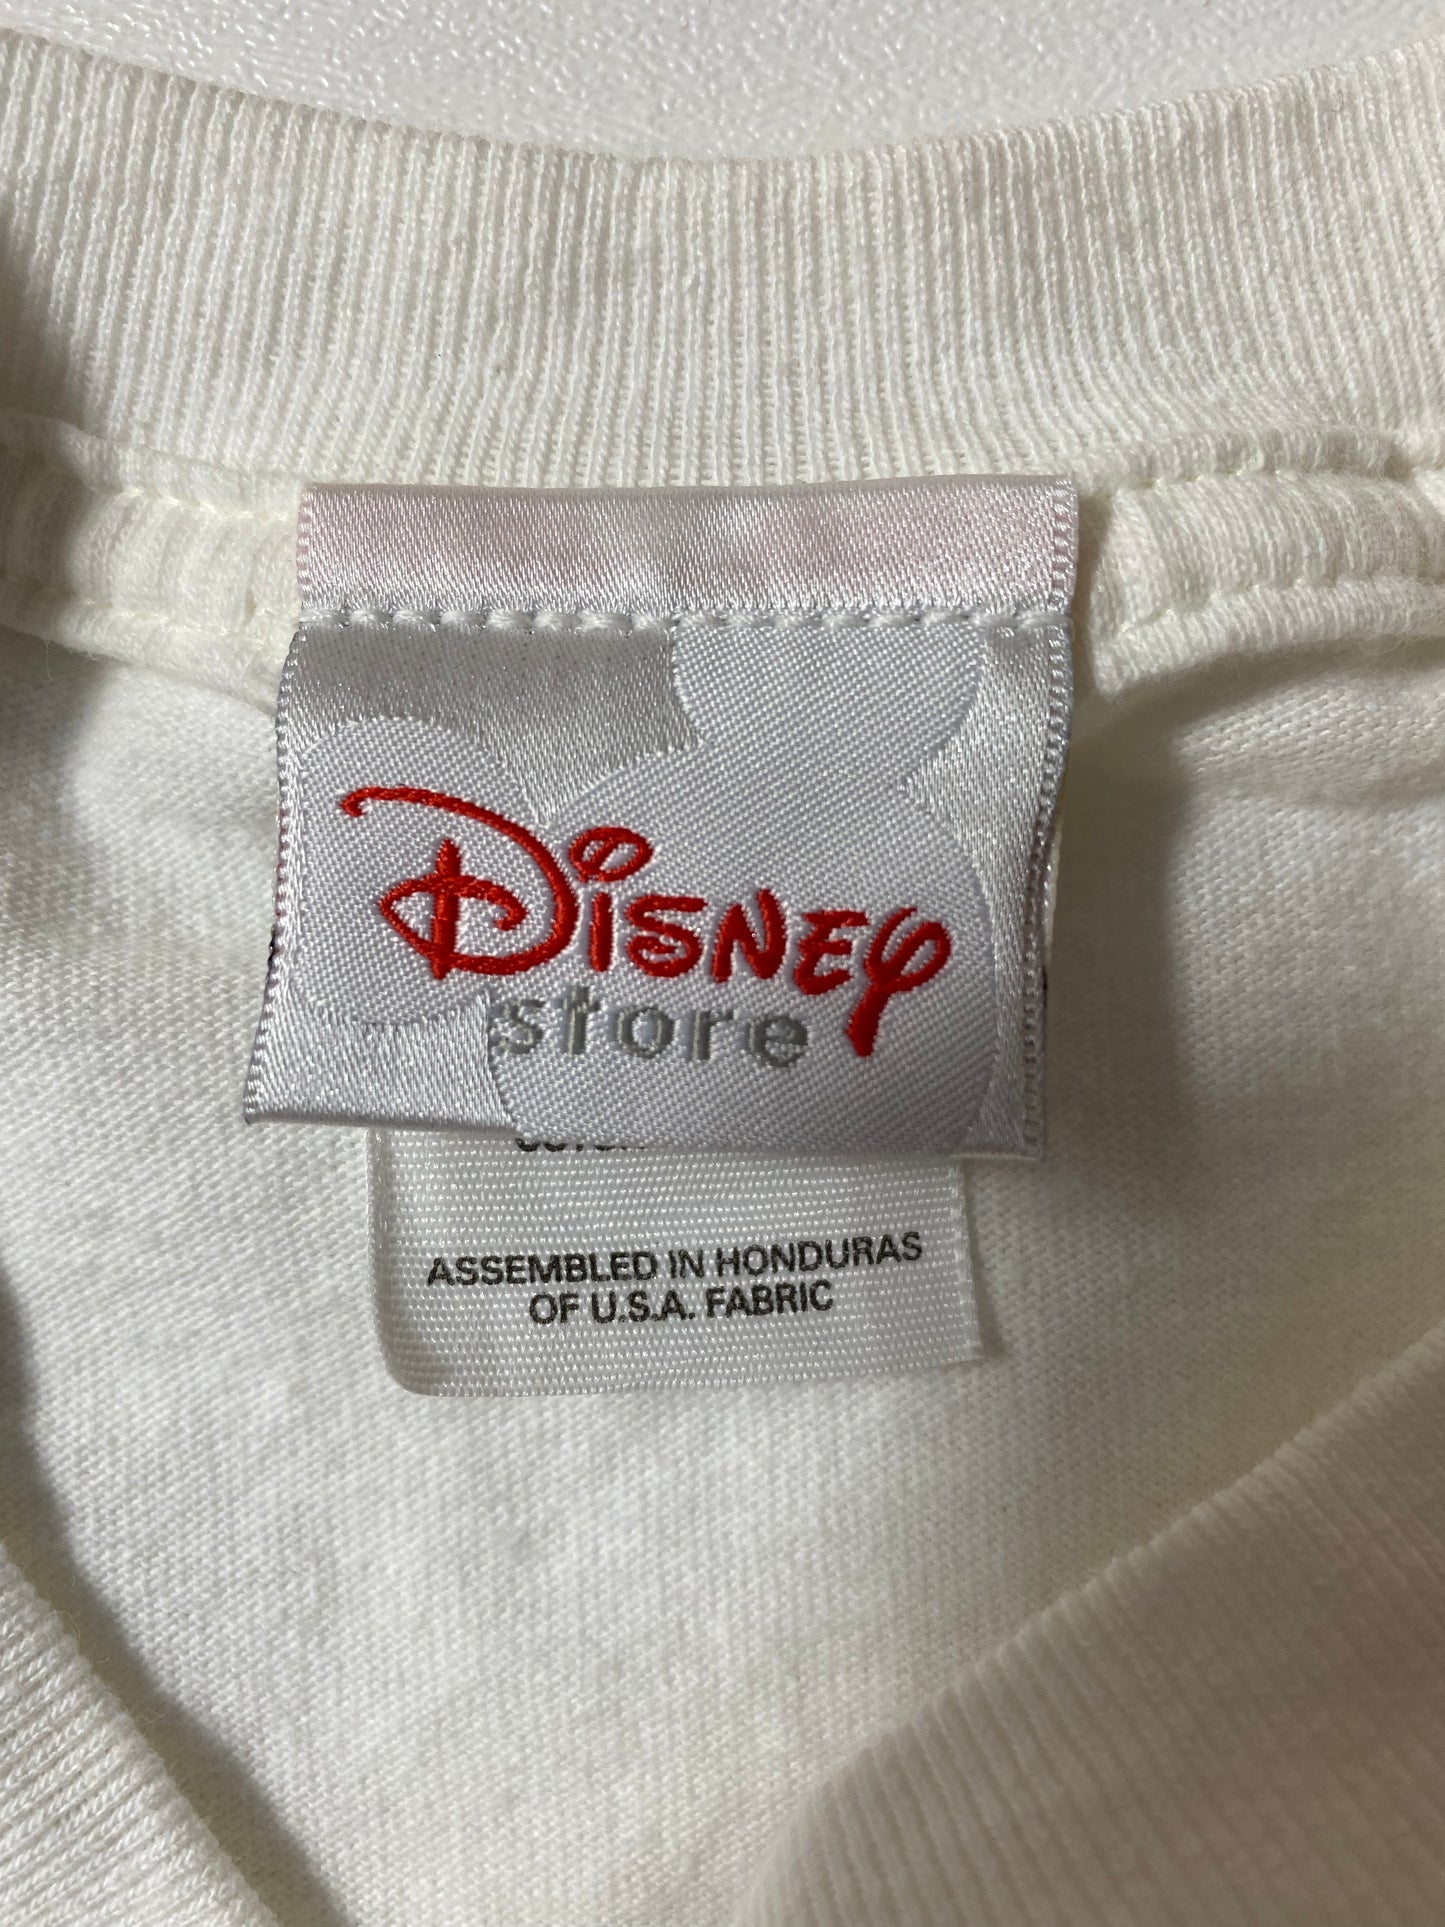 Disney
store
ASSEMBLED IN HONDURAS
OF U.S.A. FABRIC